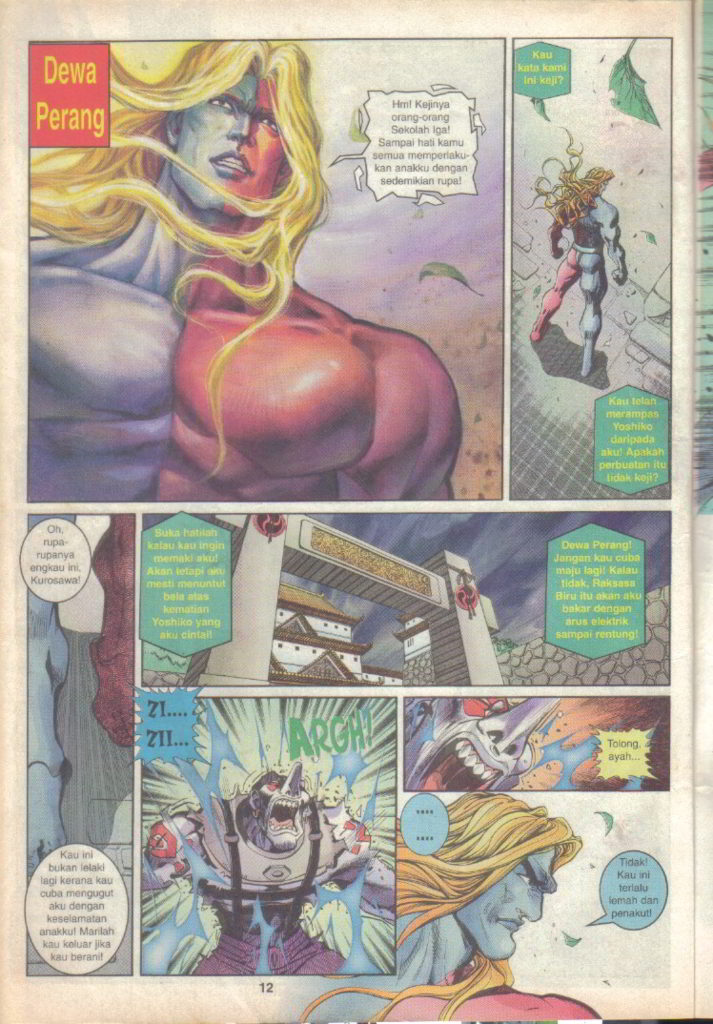 Dewa
Perang
Hm! Kejinya
orang-orang
Sekolah Iga!
Sampai hati kamu
semua memperlaku-
kan anakku dengan
sedemikian rupa!
Kau
kata kami
ini keji?
Kau telah
merampas
Yoshiko
daripada
aku! Apakah
perbuatan itu
tidak keji?
Oh,
rupa-
rupanya
engkau ini,
Kurosawa!
Kau ini
bukan lelaki
lagi kerana kau
cuba mengugut
aku dengan
keselamatan
anakku! Marilah
kau keluar jika
kau berani!
Suka hatilah
kalau kau ingin
memaki aku!
Akan tetapi aku
mesti menuntut
bela atas
kematian
Yoshiko yang
aku cintai!
Dewa Perang!
Jangan kau cuba
maju lagi! Kalau
tidak, Raksasa
Biru itu akan aku
bakar dengan
arus elektrik
sampai rentung!
ZI....
ZII...
ARGH!
Tolong,
ayah...
....
....
Tidak!
Kau ini
terlalu
lemah dan
penakut!
12